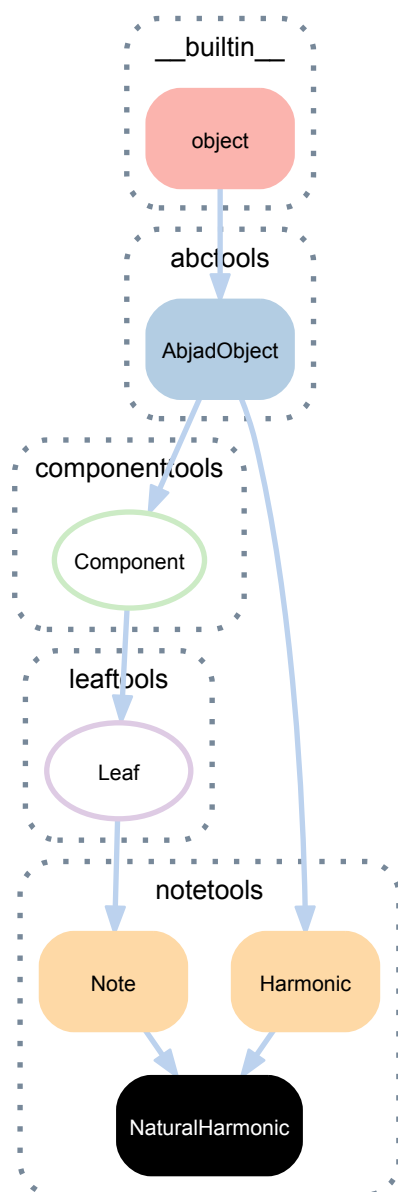 __builtin__
object
abctools
AbjadObject
componenttools
Component
leaftools
Leaf
notetools
Note
Harmonic
NaturalHarmonic